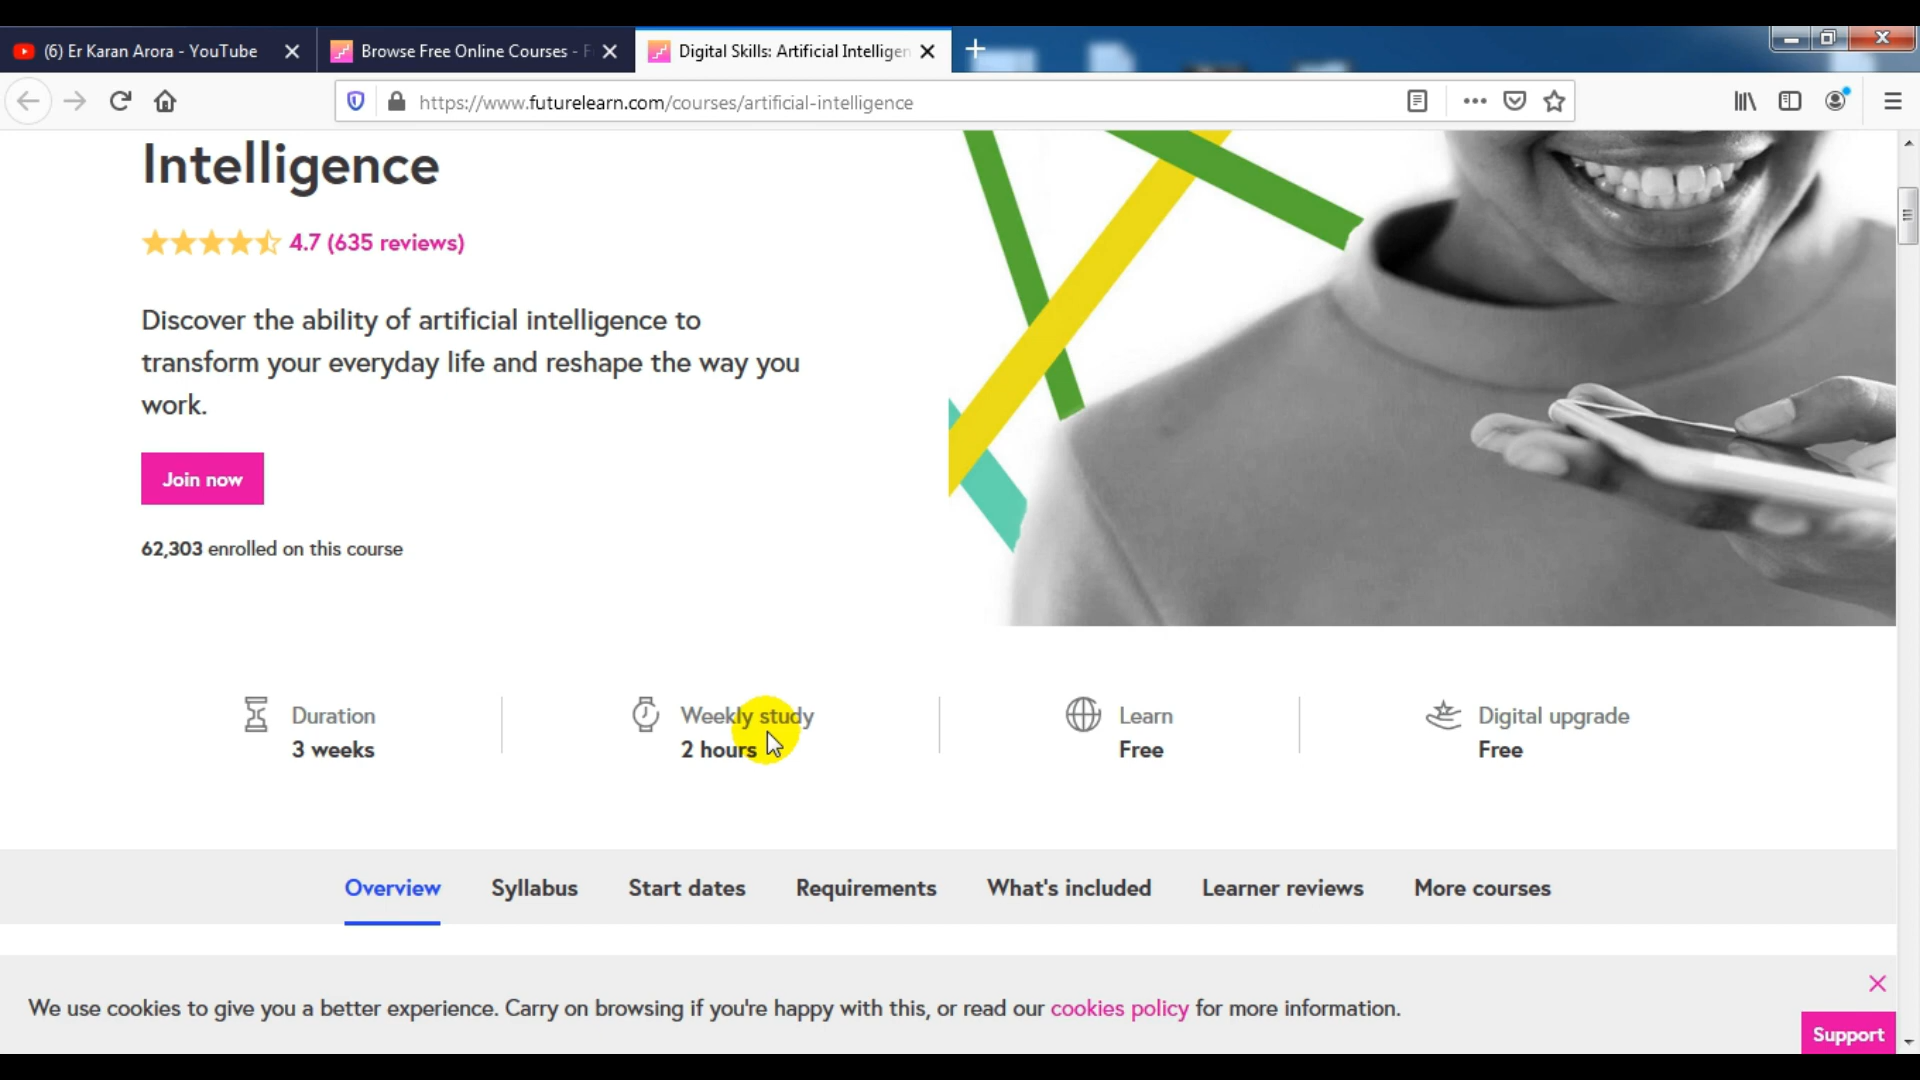 (6) Er Karan Arora - YouTube
Browse Free Online Courses - F
Digital Skills: Artificial Intelligen
https://www.futurelearn.com/courses/artificial-intelligence
Intelligence
4.7 (635 reviews)
Discover the ability of artificial intelligence to
transform your everyday life and reshape the way you
work.
Join now
62,303 enrolled on this course
Duration
3 weeks
Weekly study
2 hours
Learn
Free
Digital upgrade
Free
Overview
Syllabus
Start dates
Requirements
What's included
Learner reviews
More courses
We use cookies to give you a better experience. Carry on browsing if you're happy with this, or read our cookies policy for more information.
Support